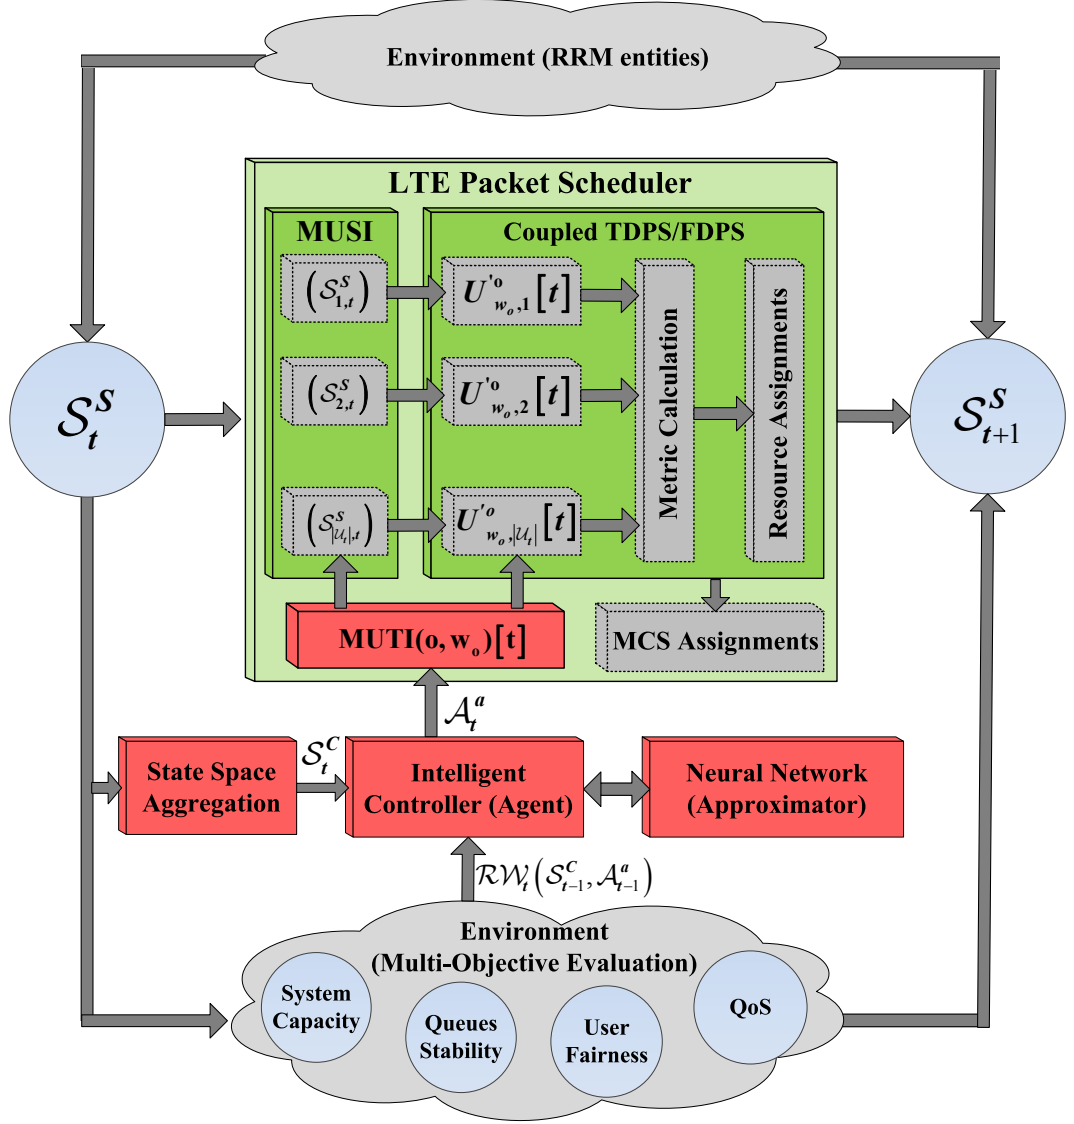 Environment (RRM entities)
LTE Packet Scheduler
MUSI
Coupled TDPS/FDPS
(𝒮^S_{1,t})
U'^o_{w_o,1}[t]
(𝒮^S_{2,t})
U'^o_{w_o,2}[t]
(𝒮^S_{|𝒰_t|,t})
U'^o_{w_o,|𝒰_t|}[t]
Metric Calculation
Resource Assignments
𝒮^S_t
𝒮^S_{t+1}
MUTI(o, w_o)[t]
MCS Assignments
𝒜^a_t
𝒮^C_t
State Space
Aggregation
Intelligent
Controller (Agent)
Neural Network
(Approximator)
ℛ𝒲_t(𝒮^C_{t-1}, 𝒜^a_{t-1})
Environment
(Multi-Objective Evaluation)
System
Capacity
Queues
Stability
User
Fairness
QoS